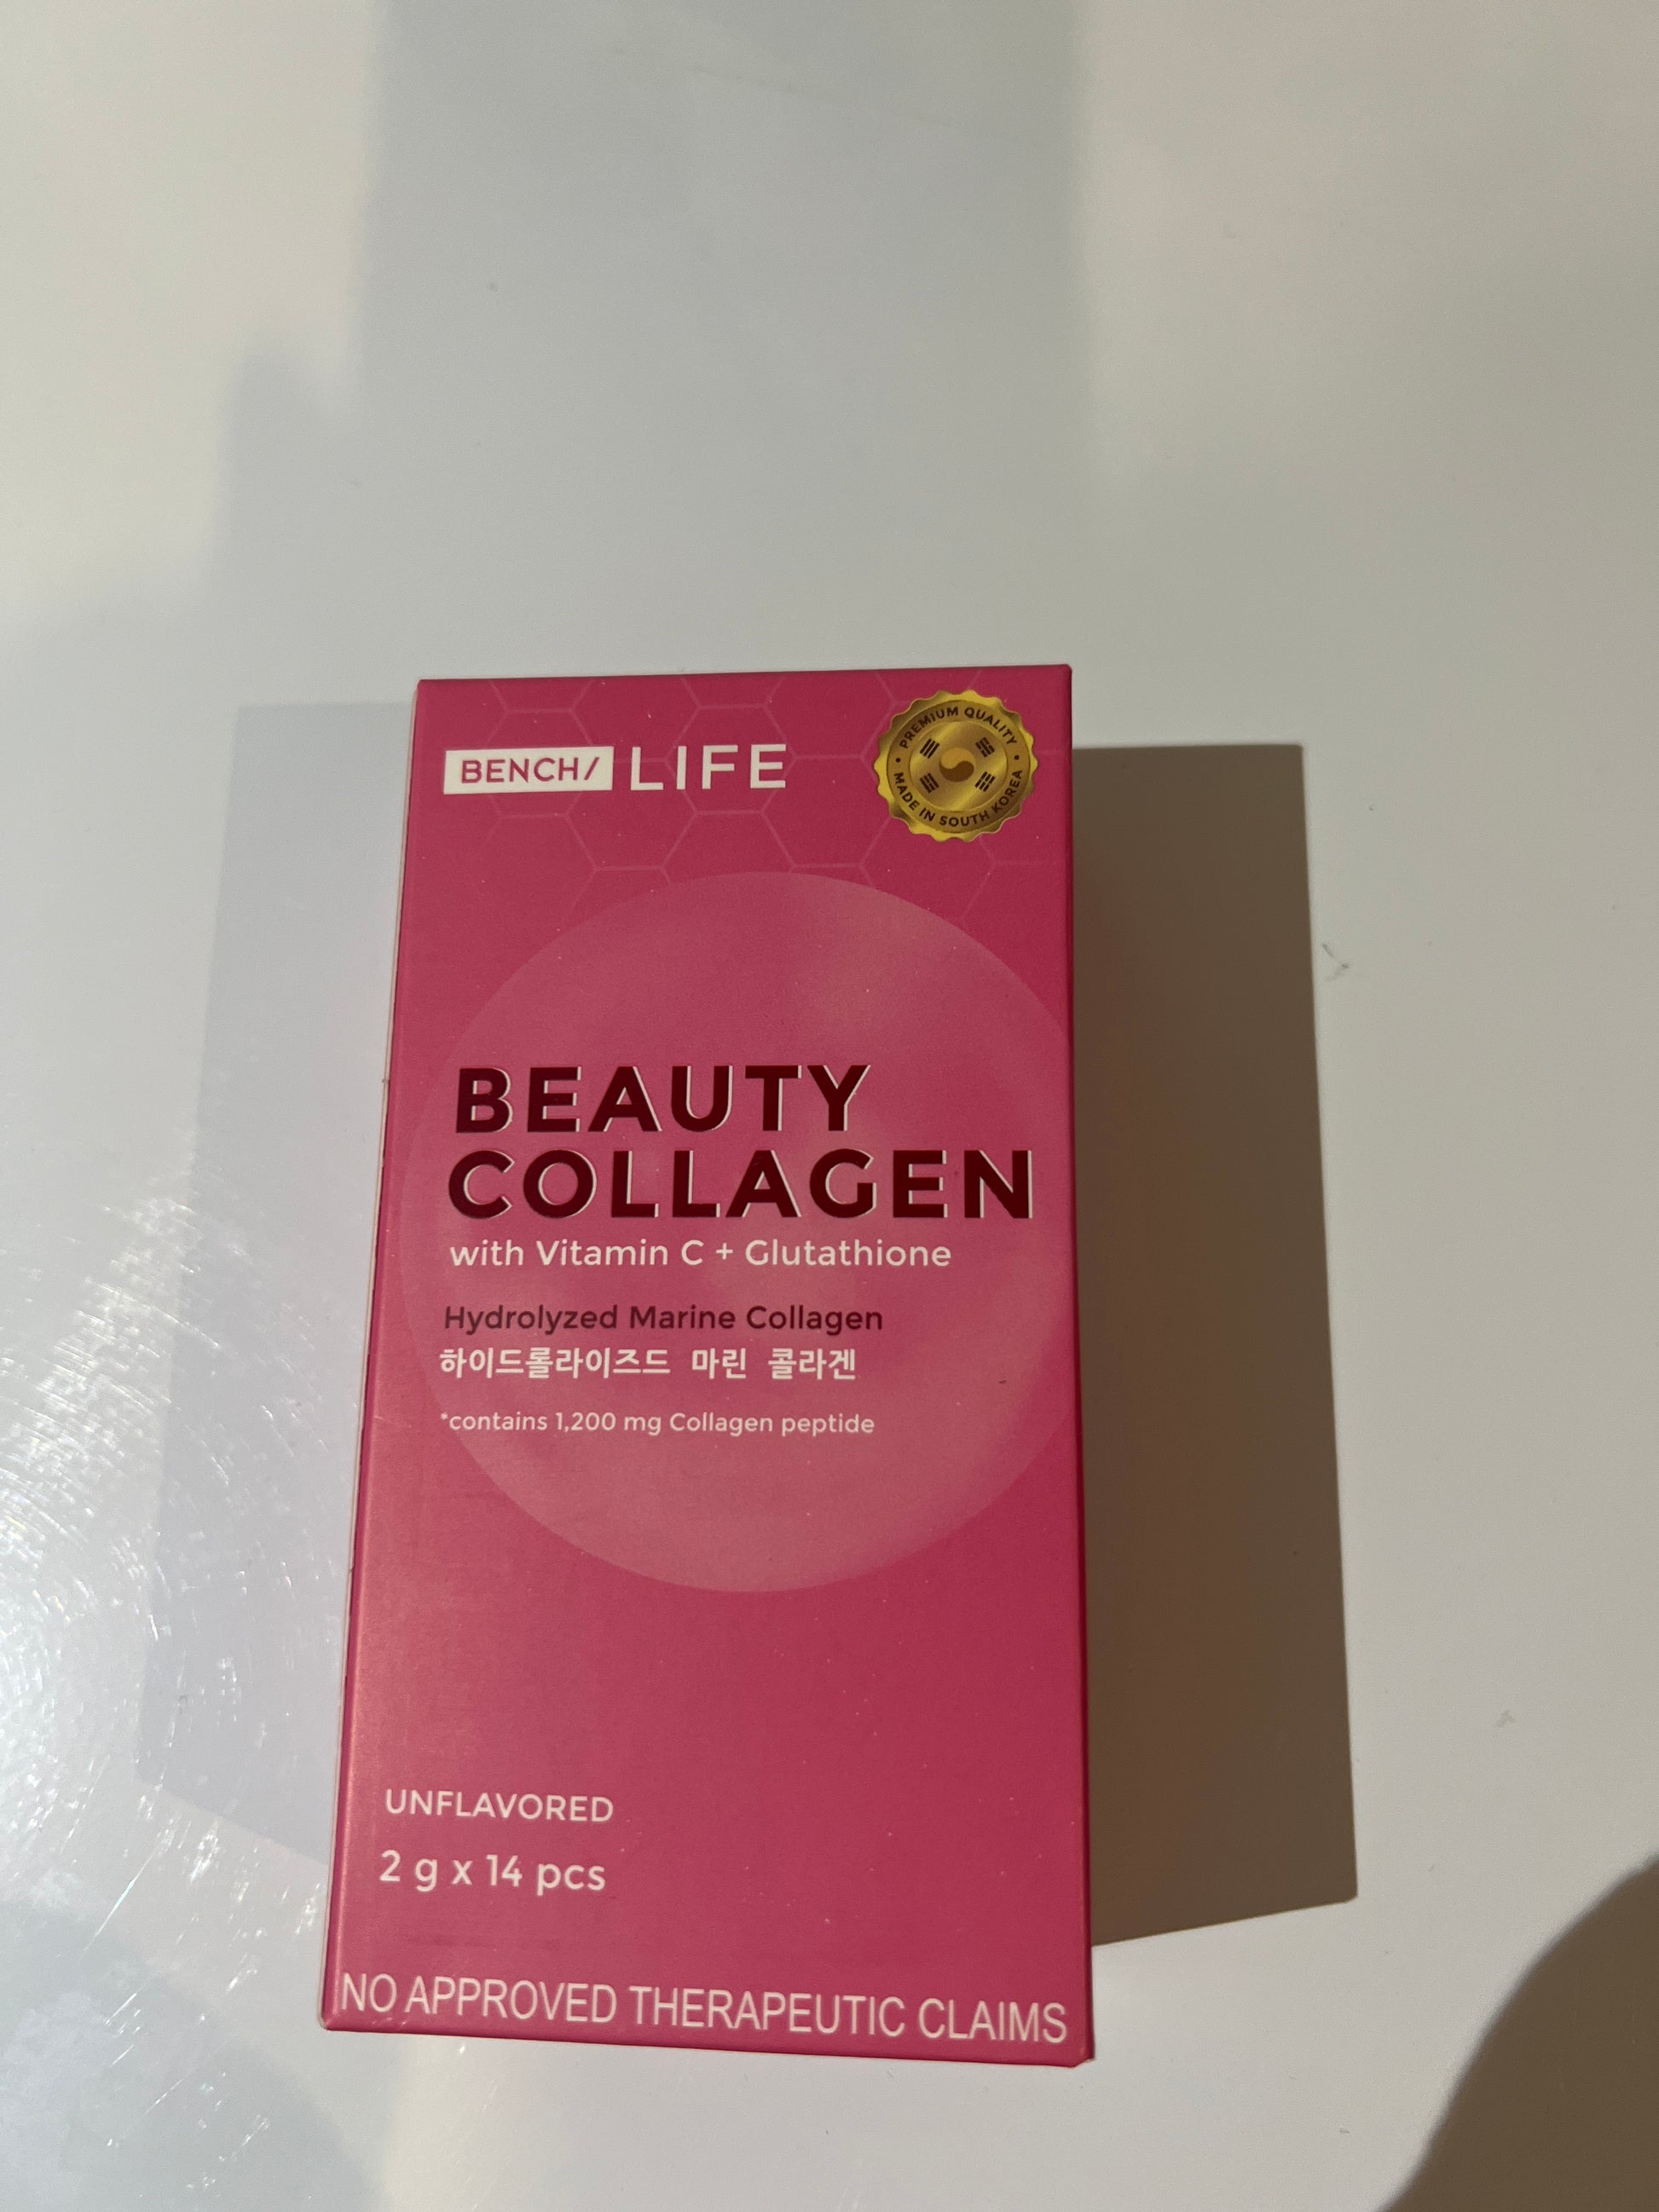 BENCH/ LIFE
PREMIUM QUALITY
MADE IN SOUTH KOREA
BEAUTY
COLLAGEN
with Vitamin C + Glutathione
Hydrolyzed Marine Collagen
하이드롤라이즈드 마린 콜라겐
*contains 1,200 mg Collagen peptide
UNFLAVORED
2 g x 14 pcs
NO APPROVED THERAPEUTIC CLAIMS